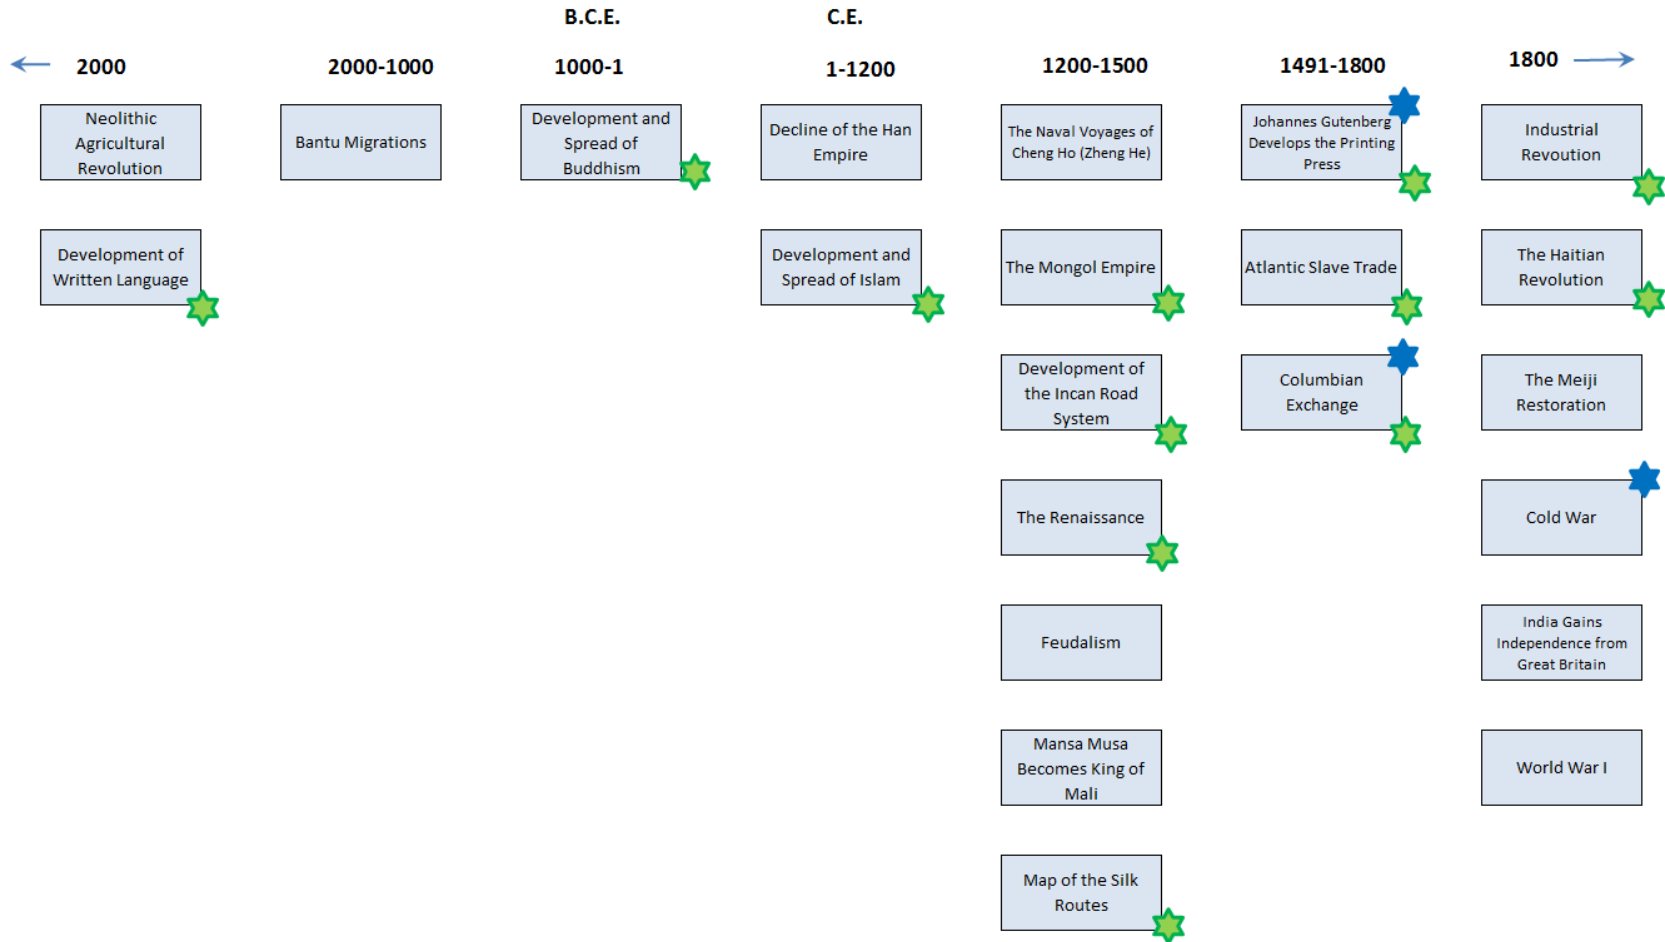 B.C.E.
C.E.
2000
2000-1000
1000-1
1-1200
1200-1500
1491-1800
1800
Neolithic
Agricultural
Revolution
Bantu Migrations
Development and
Spread of
Buddhism
Decline of the Han
Empire
The Naval Voyages of
Cheng Ho (Zheng He)
Johannes Gutenberg
Develops the Printing
Press
Industrial
Revoution
Development of
Written Language
Development and
Spread of Islam
The Mongol Empire
Atlantic Slave Trade
The Haitian
Revolution
Development of
the Incan Road
System
Columbian
Exchange
The Meiji
Restoration
The Renaissance
Cold War
Feudalism
India Gains
Independence from
Great Britain
Mansa Musa
Becomes King of
Mali
World War I
Map of the Silk
Routes